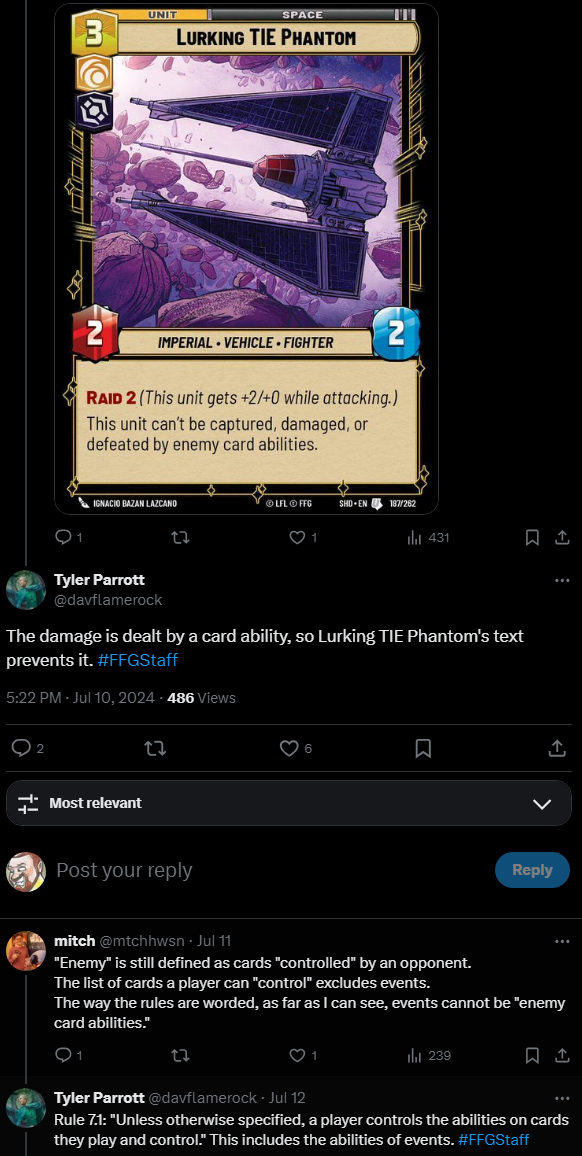 UNIT SPACE
3 LURKING TIE PHANTOM
2 IMPERIAL • VEHICLE • FIGHTER 2
RAID 2 (This unit gets +2/+0 while attacking.)
This unit can't be captured, damaged, or
defeated by enemy card abilities.
IGNACIO BAZAN LAZCANO © LFL © FFG SHD • EN 187/262
1 1 431
Tyler Parrott
@davflamerock
The damage is dealt by a card ability, so Lurking TIE Phantom's text
prevents it. #FFGStaff
5:22 PM · Jul 10, 2024 · 486 Views
2 6
Most relevant
Post your reply Reply
mitch @mtchhwsn · Jul 11
"Enemy" is still defined as cards "controlled" by an opponent.
The list of cards a player can "control" excludes events.
The way the rules are worded, as far as I can see, events cannot be "enemy
card abilities."
1 1 239
Tyler Parrott @davflamerock · Jul 12
Rule 7.1: "Unless otherwise specified, a player controls the abilities on cards
they play and control." This includes the abilities of events. #FFGStaff